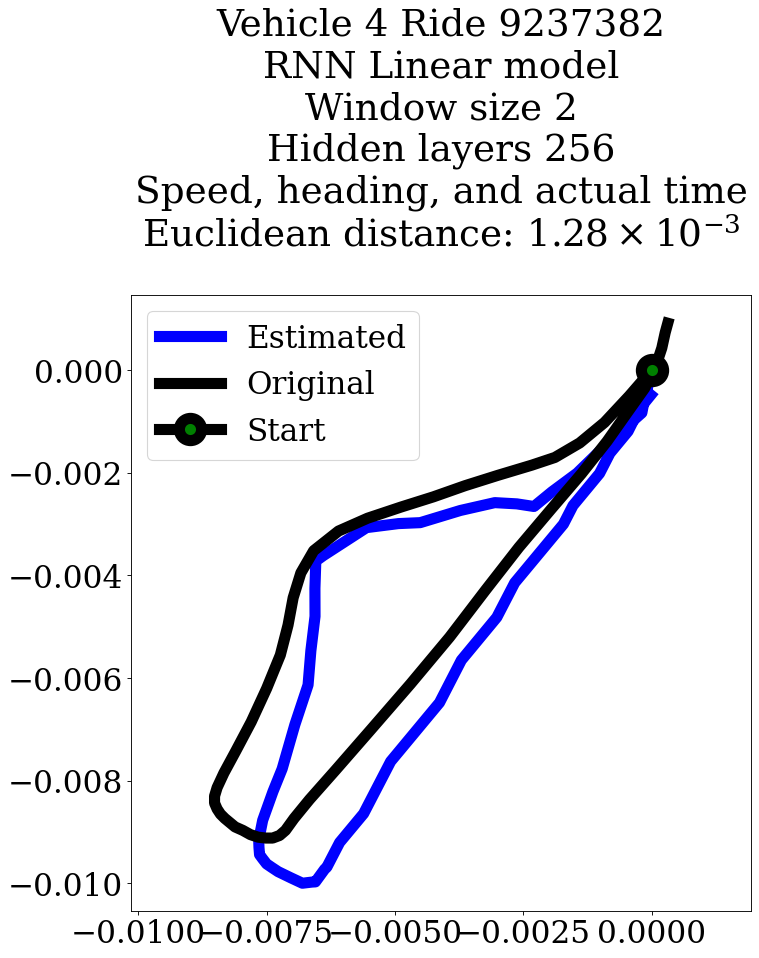 Vehicle 4 Ride 9237382
RNN Linear model
Window size 2
Hidden layers 256
Speed, heading, and actual time
Euclidean distance: 1.28 × 10⁻³
Estimated
Original
Start
0.000
−0.002
−0.004
−0.006
−0.008
−0.010
−0.0100 −0.0075 −0.0050 −0.0025 0.0000